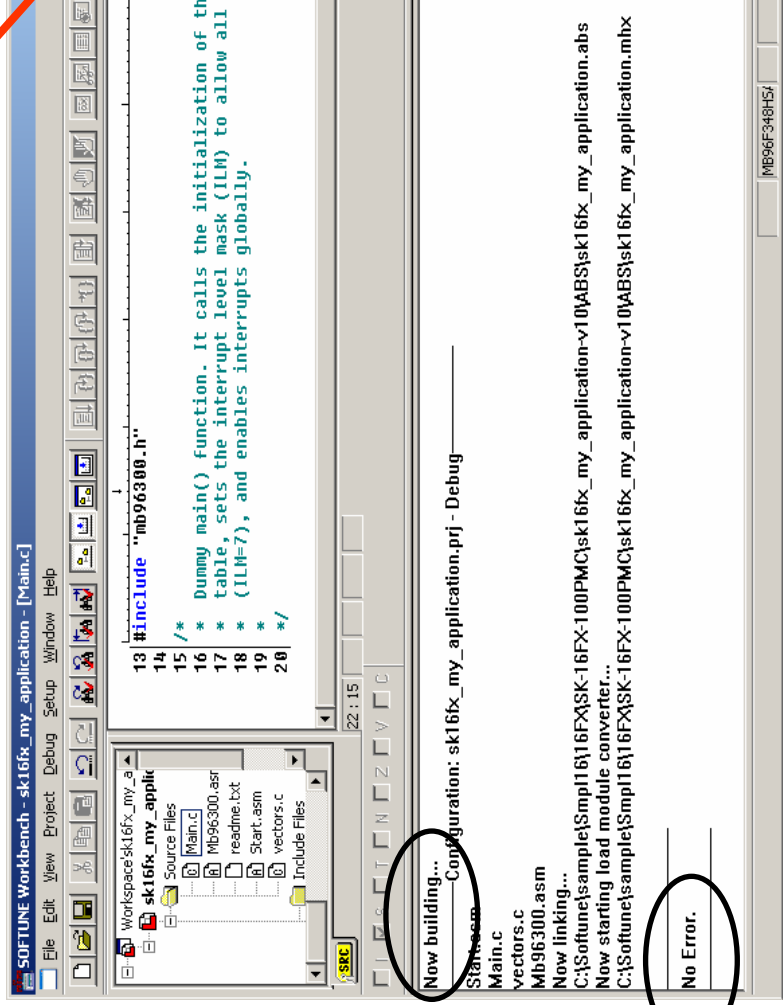 SOFTUNE Workbench - sk16fx_my_application - [Main.c]
File Edit View Project Debug Setup Window Help
Workspace'sk16fx_my_a
sk16fx_my_applic
Source Files
Main.c
Mb96300.asr
readme.txt
Start.asm
vectors.c
Include Files
SRC
13 #include "mb96300.h"
14
15 /*
16 * Dummy main() function. It calls the initialization of th
17 * table, sets the interrupt level mask (ILM) to allow all
18 * (ILM=7), and enables interrupts globally.
19 *
20 */
22:15
I S T N Z V C
Now building...
Configuration: sk16fx_my_application.prj - Debug
Start.asm
Main.c
vectors.c
Mb96300.asm
Now linking...
C:\Softune\sample\Smpl16\16FX\SK-16FX-100PMC\sk16fx_my_application-v10\ABS\sk16fx_my_application.abs
Now starting load module converter...
C:\Softune\sample\Smpl16\16FX\SK-16FX-100PMC\sk16fx_my_application-v10\ABS\sk16fx_my_application.mhx
No Error.
MB96F348HSA